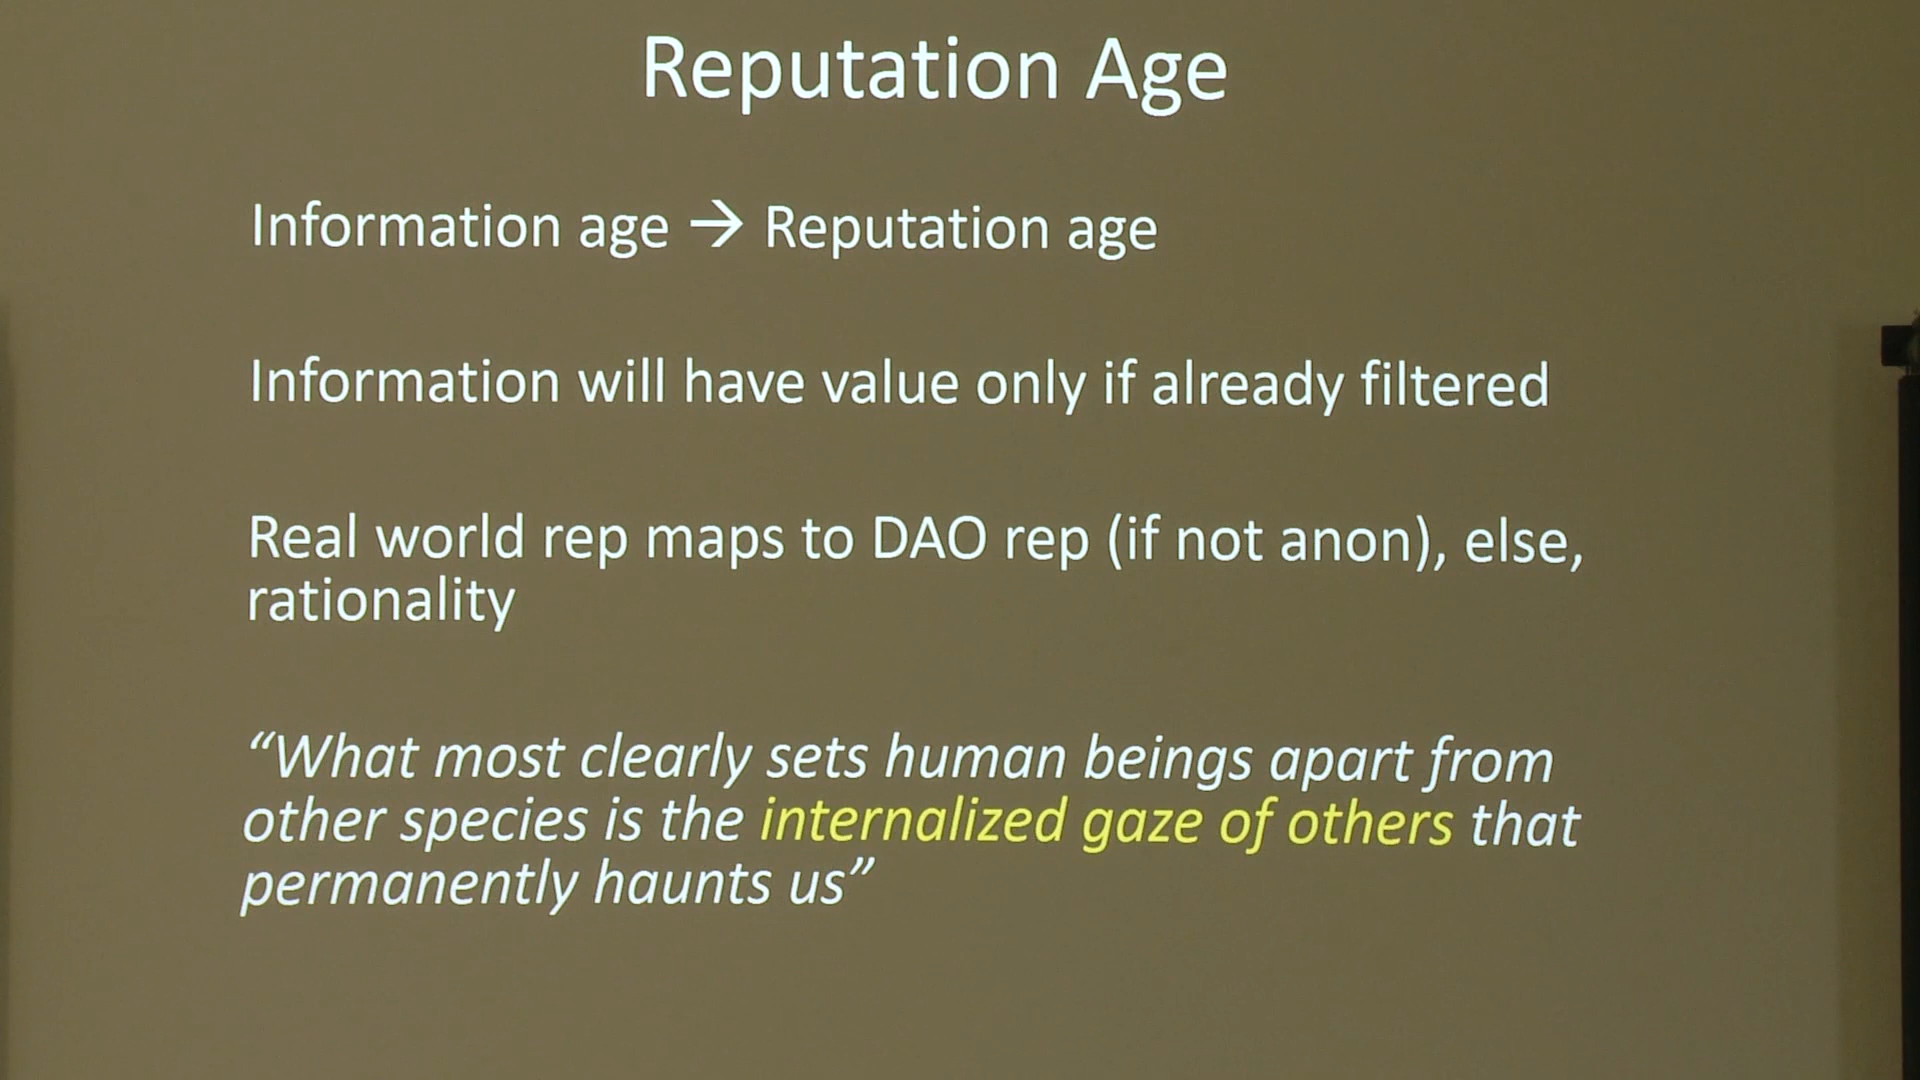 Reputation Age
Information age → Reputation age
Information will have value only if already filtered
Real world rep maps to DAO rep (if not anon), else,
rationality
“What most clearly sets human beings apart from
other species is the internalized gaze of others that
permanently haunts us”